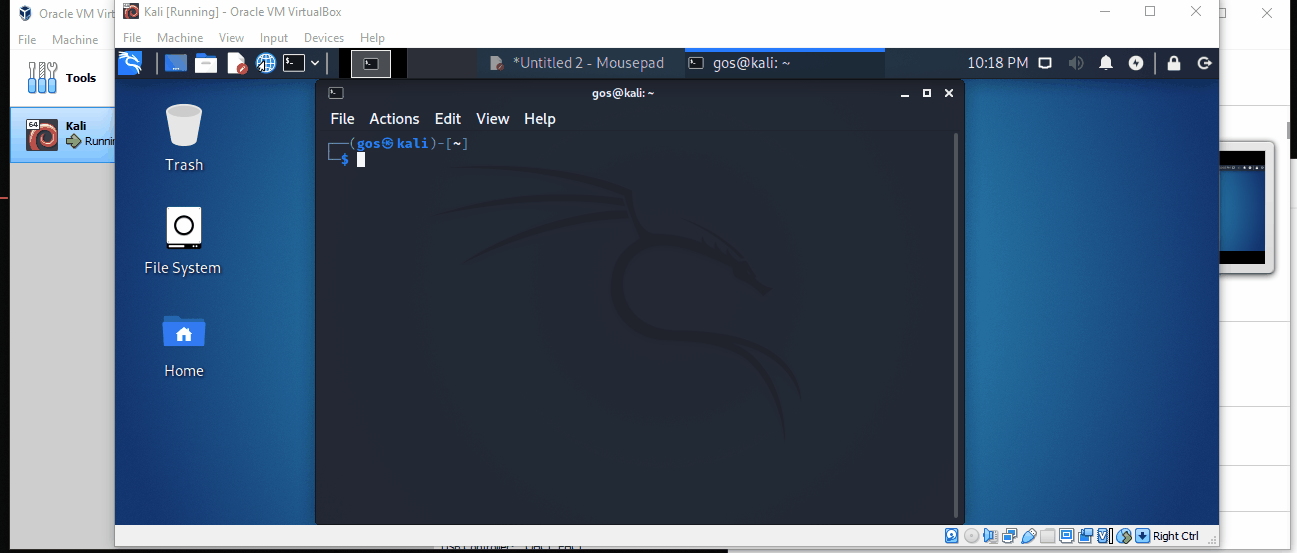 Oracle VM Virt
File Machine
Tools
64
Kali
Runnin
Kali [Running] - Oracle VM VirtualBox
File Machine View Input Devices Help
*Untitled 2 - Mousepad
gos@kali: ~
10:18 PM
gos@kali: ~
File Actions Edit View Help
(gos㉿kali)-[~]
$
Trash
File System
Home
Right Ctrl